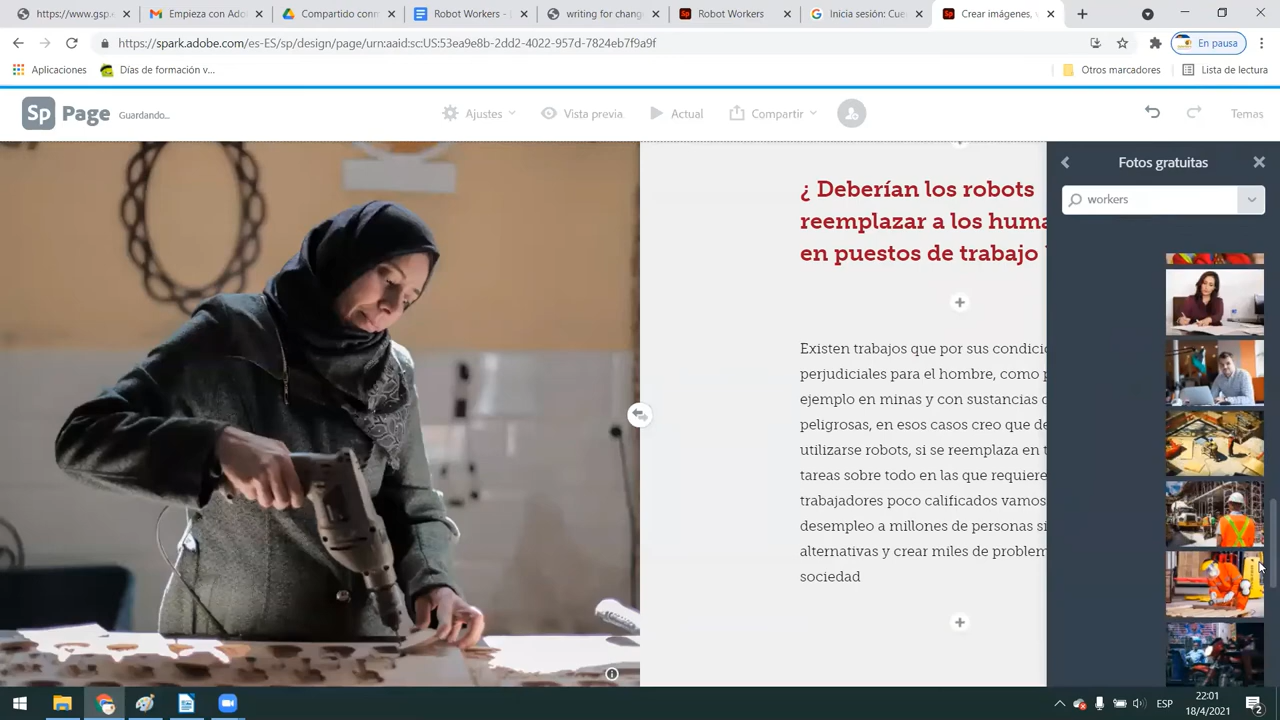 https://www.gsp.e
Empieza con Ado
Compartido conm
Robot Workers - E
writing for chang
Robot Workers
Inicia sesión: Cue
Crear imágenes, v
https://spark.adobe.com/es-ES/sp/design/page/urn:aaid:sc:US:53ea9e8b-2dd2-4022-957d-7824eb7f9a9f
En pausa
Aplicaciones
Días de formación v...
Otros marcadores
Lista de lectura
Sp Page
Guardando...
Ajustes
Vista previa
Actual
Compartir
Temas
¿ Deberían los robots
reemplazar a los huma
en puestos de trabajo
Existen trabajos que por sus condicio
perjudiciales para el hombre, como p
ejemplo en minas y con sustancias
peligrosas, en esos casos creo que de
utilizarse robots, si se reemplaza en t
tareas sobre todo en las que requiere
trabajadores poco calificados vamos
desempleo a millones de personas si
alternativas y crear miles de problem
sociedad
Fotos gratuitas
workers
ESP
22:01
18/4/2021
2